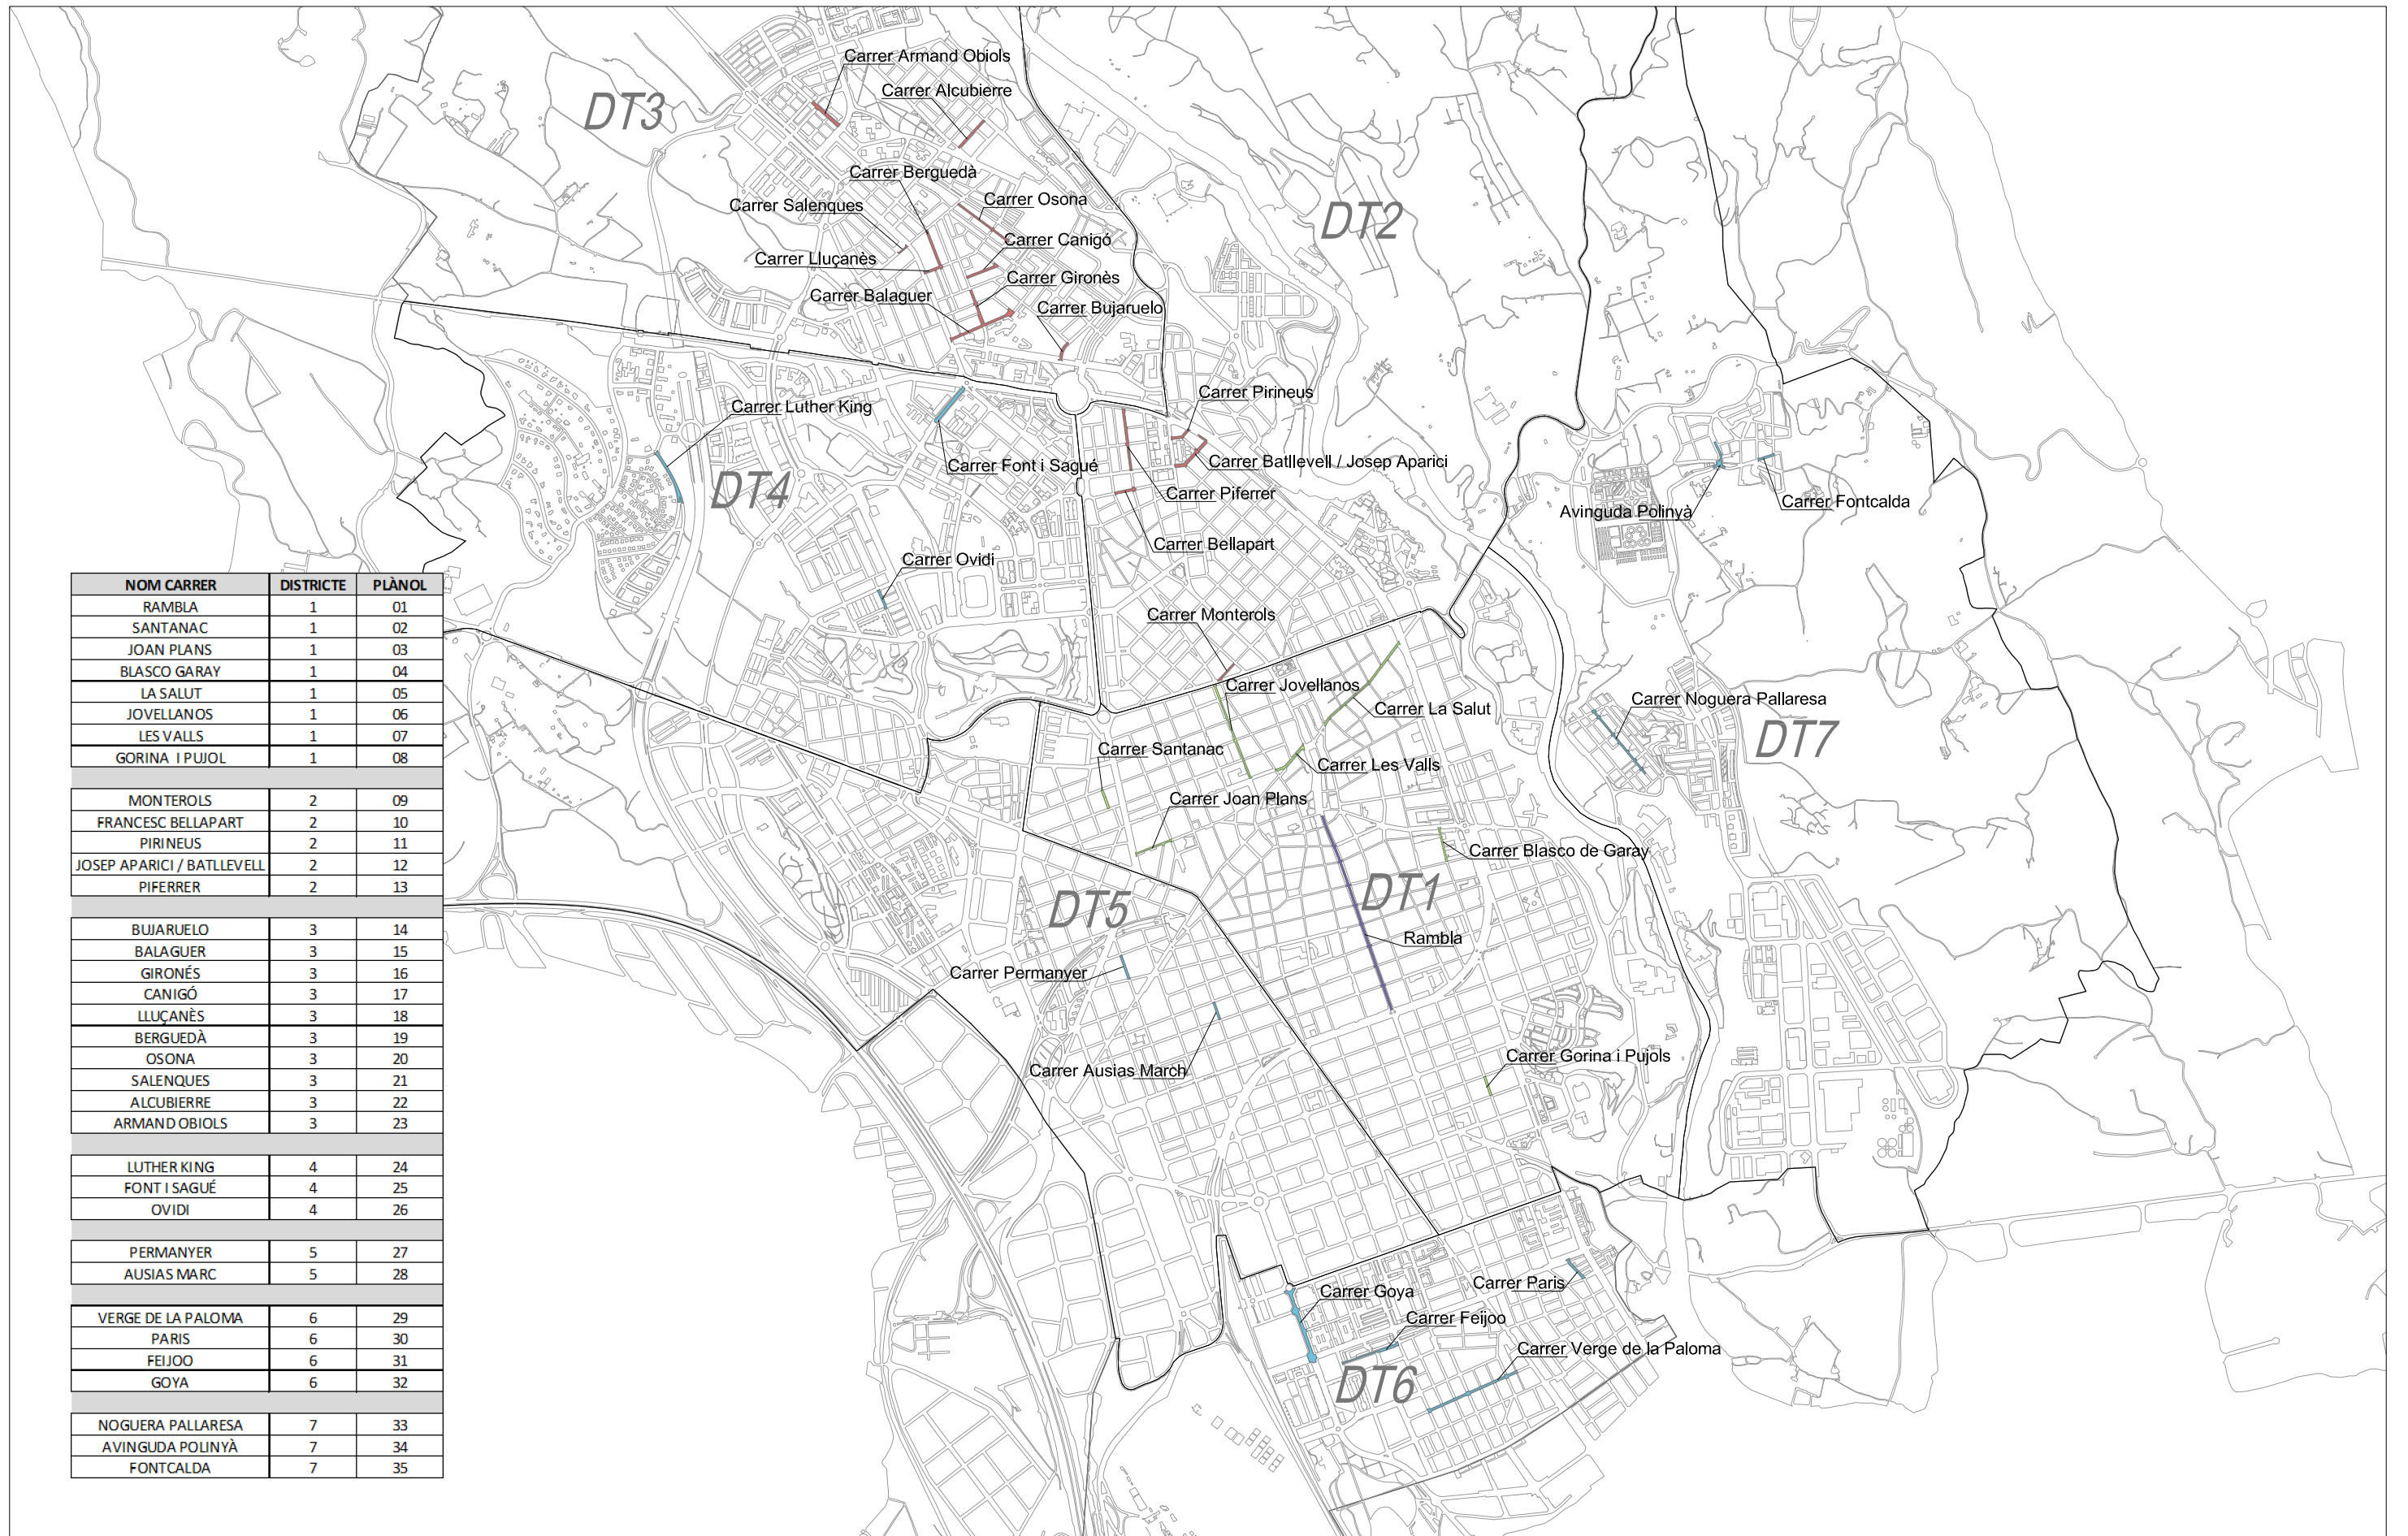 Carrer Armand Obiols
Carrer Alcubierre
DT3
Carrer Berguedà
Carrer Osona
Carrer Salenques
DT2
Carrer Canigó
Carrer Lluçanès
Carrer Gironès
Carrer Balaguer
Carrer Bujaruelo
Carrer Pirineus
Carrer Luther King
Carrer Font i Sagué
Carrer Batllevell / Josep Aparici
DT4
Carrer Piferrer
Carrer Fontcalda
Avinguda Polinyà
Carrer Bellapart
Carrer Ovidi
Carrer Monterols
Carrer Jovellanos
Carrer La Salut
Carrer Noguera Pallaresa
DT7
Carrer Santanac
Carrer Les Valls
Carrer Joan Plans
Carrer Blasco de Garay
DT1
DT5
Rambla
Carrer Permanyer
Carrer Gorina i Pujols
Carrer Ausias March
Carrer Paris
Carrer Goya
Carrer Feijoo
Carrer Verge de la Paloma
DT6
NOM CARRER DISTRICTE PLÀNOL
RAMBLA 1 01
SANTANAC 1 02
JOAN PLANS 1 03
BLASCO GARAY 1 04
LA SALUT 1 05
JOVELLANOS 1 06
LES VALLS 1 07
GORINA I PUJOL 1 08
MONTEROLS 2 09
FRANCESC BELLAPART 2 10
PIRINEUS 2 11
JOSEP APARICI / BATLLEVELL 2 12
PIFERRER 2 13
BUJARUELO 3 14
BALAGUER 3 15
GIRONÉS 3 16
CANIGÓ 3 17
LLUÇANÈS 3 18
BERGUEDÀ 3 19
OSONA 3 20
SALENQUES 3 21
ALCUBIERRE 3 22
ARMAND OBIOLS 3 23
LUTHER KING 4 24
FONT I SAGUÉ 4 25
OVIDI 4 26
PERMANYER 5 27
AUSIAS MARC 5 28
VERGE DE LA PALOMA 6 29
PARIS 6 30
FEIJOO 6 31
GOYA 6 32
NOGUERA PALLARESA 7 33
AVINGUDA POLINYÀ 7 34
FONTCALDA 7 35